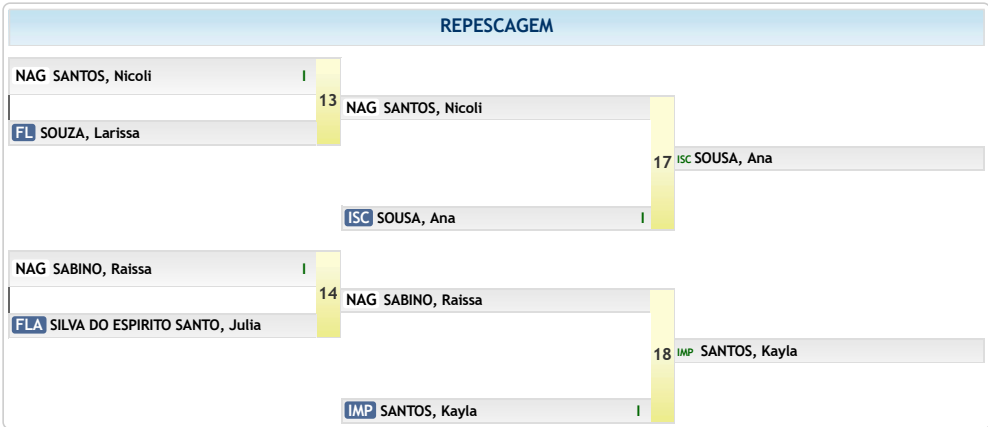 REPESCAGEM
NAG SANTOS, Nicoli I
13
FL SOUZA, Larissa
NAG SANTOS, Nicoli
17
ISC SOUSA, Ana I
ISC SOUSA, Ana
NAG SABINO, Raissa I
14
FLA SILVA DO ESPIRITO SANTO, Julia
NAG SABINO, Raissa
18
IMP SANTOS, Kayla I
IMP SANTOS, Kayla